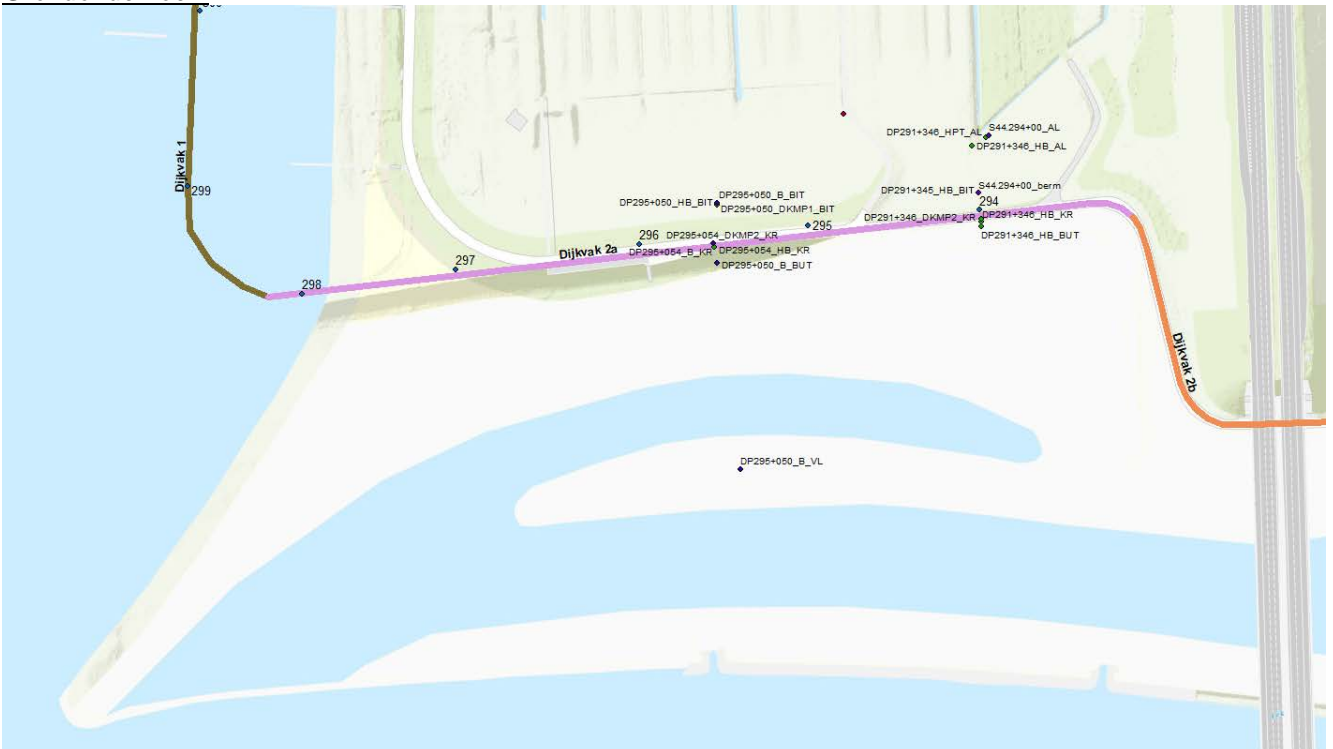 299
Dijkvak 1
298
297
296
295
294
Dijkvak 2a
Dijkvak 2b
DP291+346_HPT_AL
S44.294+00_AL
DP291+346_HB_AL
DP291+345_HB_BIT
S44.294+00_berm
DP291+346_DKMP2_KR
DP291+346_HB_KR
DP291+346_HB_BUT
DP295+050_B_BIT
DP295+050_HB_BIT
DP295+050_DKMP1_BIT
DP295+054_DKMP2_KR
DP295+054_B_KR
DP295+054_HB_KR
DP295+050_B_BUT
DP295+050_B_VL
Lek